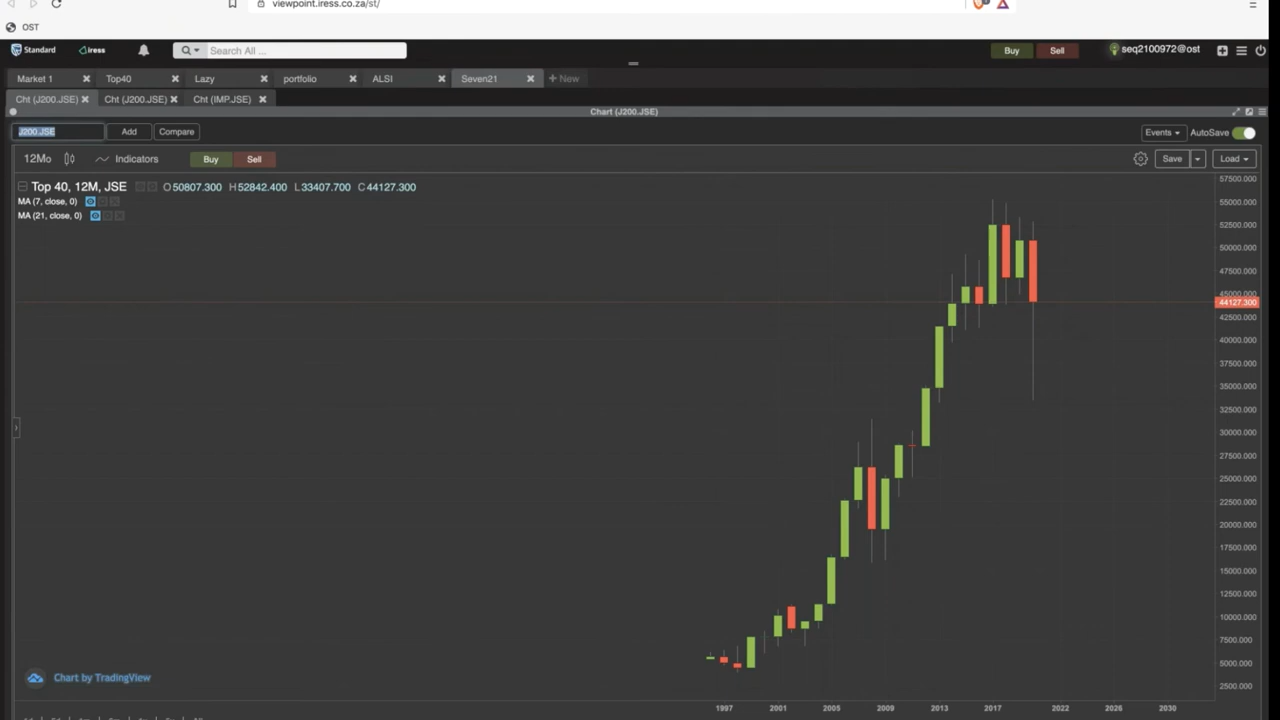 viewpoint.iress.co.za/st/
OST
Standard iress Search All ... Buy Sell seq2100972@ost
Market 1 Top40 Lazy portfolio ALSI Seven21 New
Cht (J200.JSE) Cht (J200.JSE) Cht (IMP.JSE)
Chart (J200.JSE)
J200.JSE Add Compare Events AutoSave
12Mo Indicators Buy Sell Save Load
Top 40, 12M, JSE O50807.300 H52842.400 L33407.700 C44127.300
MA (7, close, 0)
MA (21, close, 0)
57500.000
55000.000
52500.000
50000.000
47500.000
45000.000
44127.300
42500.000
40000.000
37500.000
35000.000
32500.000
30000.000
27500.000
25000.000
22500.000
20000.000
17500.000
15000.000
12500.000
10000.000
7500.000
5000.000
2500.000
Chart by TradingView
1997 2001 2005 2009 2013 2017 2022 2026 2030